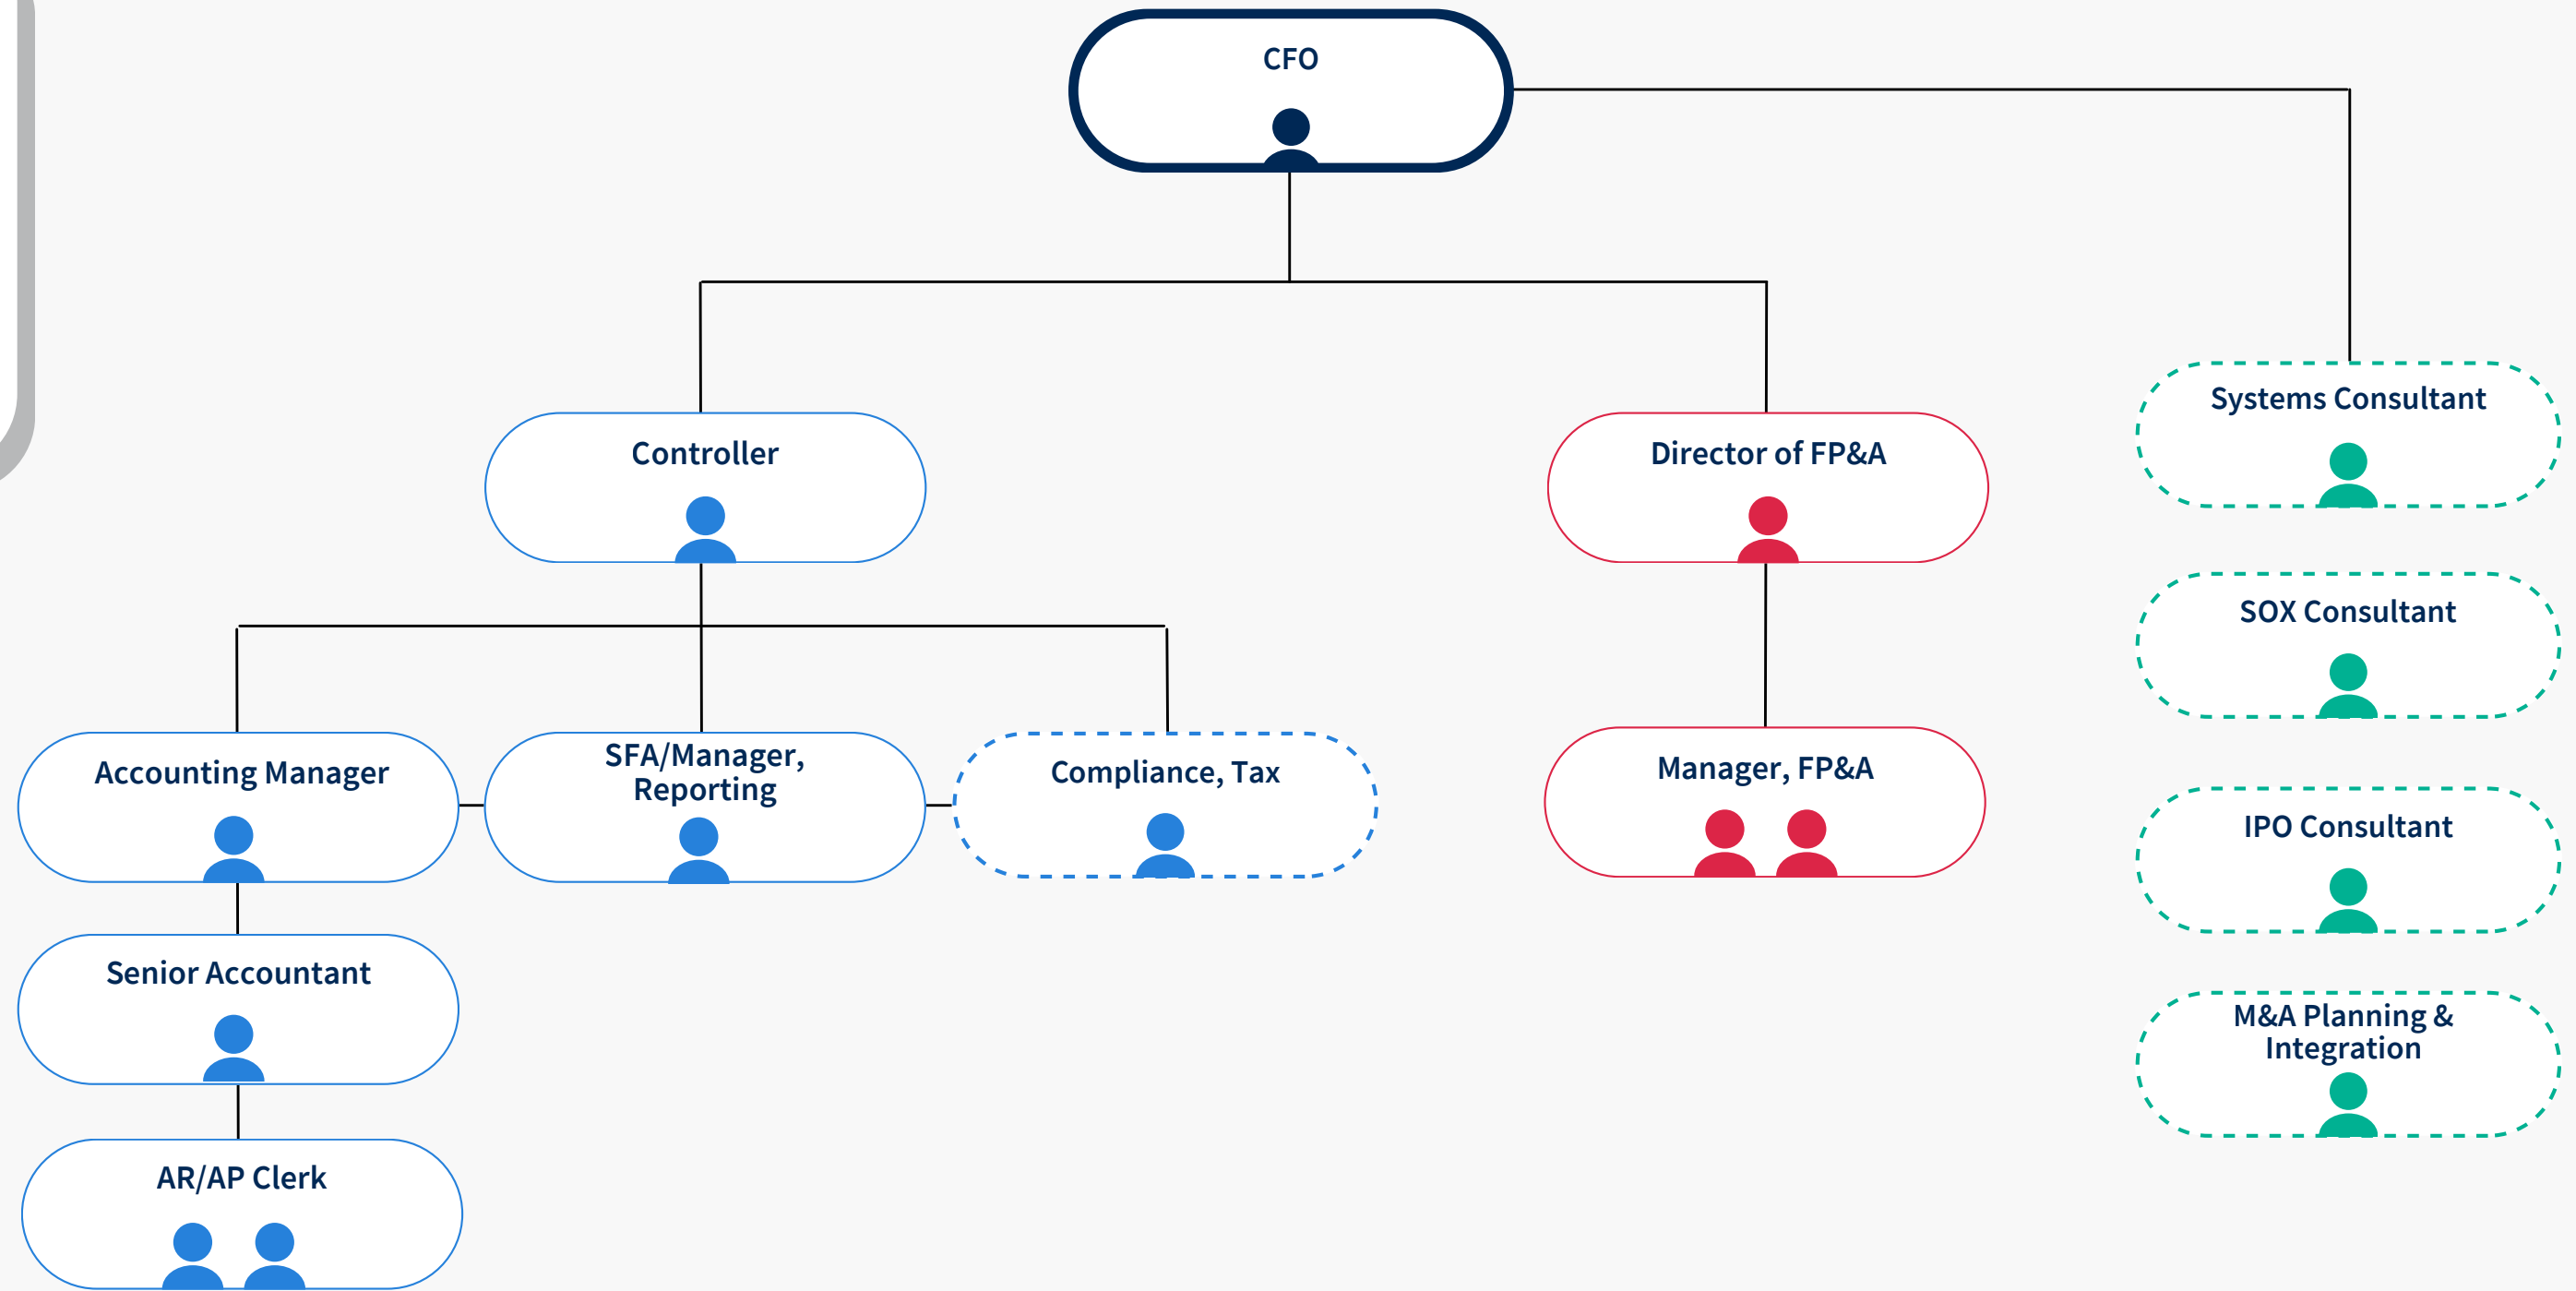 CFO
Controller
Director of FP&A
Systems Consultant
SOX Consultant
Accounting Manager
SFA/Manager,
Reporting
Compliance, Tax
Manager, FP&A
IPO Consultant
Senior Accountant
M&A Planning &
Integration
AR/AP Clerk